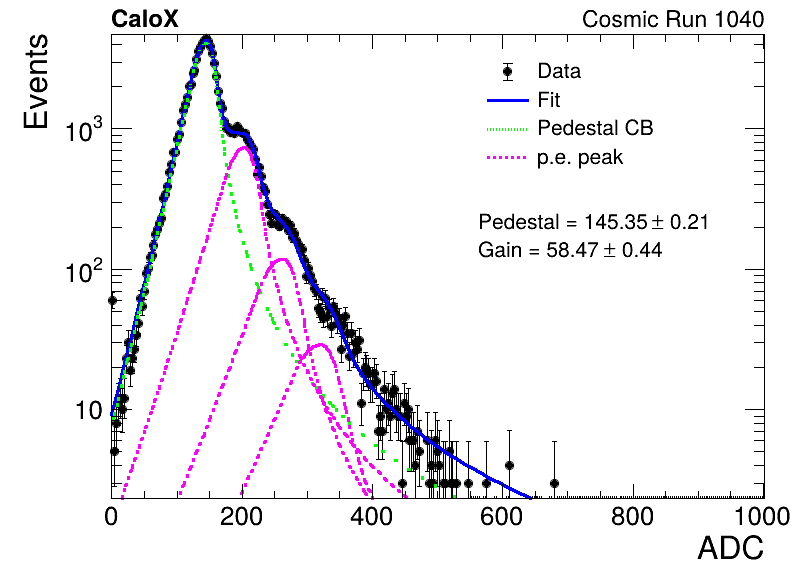 CaloX Cosmic Run 1040
Events
Data
Fit
Pedestal CB
p.e. peak
Pedestal = 145.35 ± 0.21
Gain = 58.47 ± 0.44
10³
10²
10
0 200 400 600 800 1000
ADC